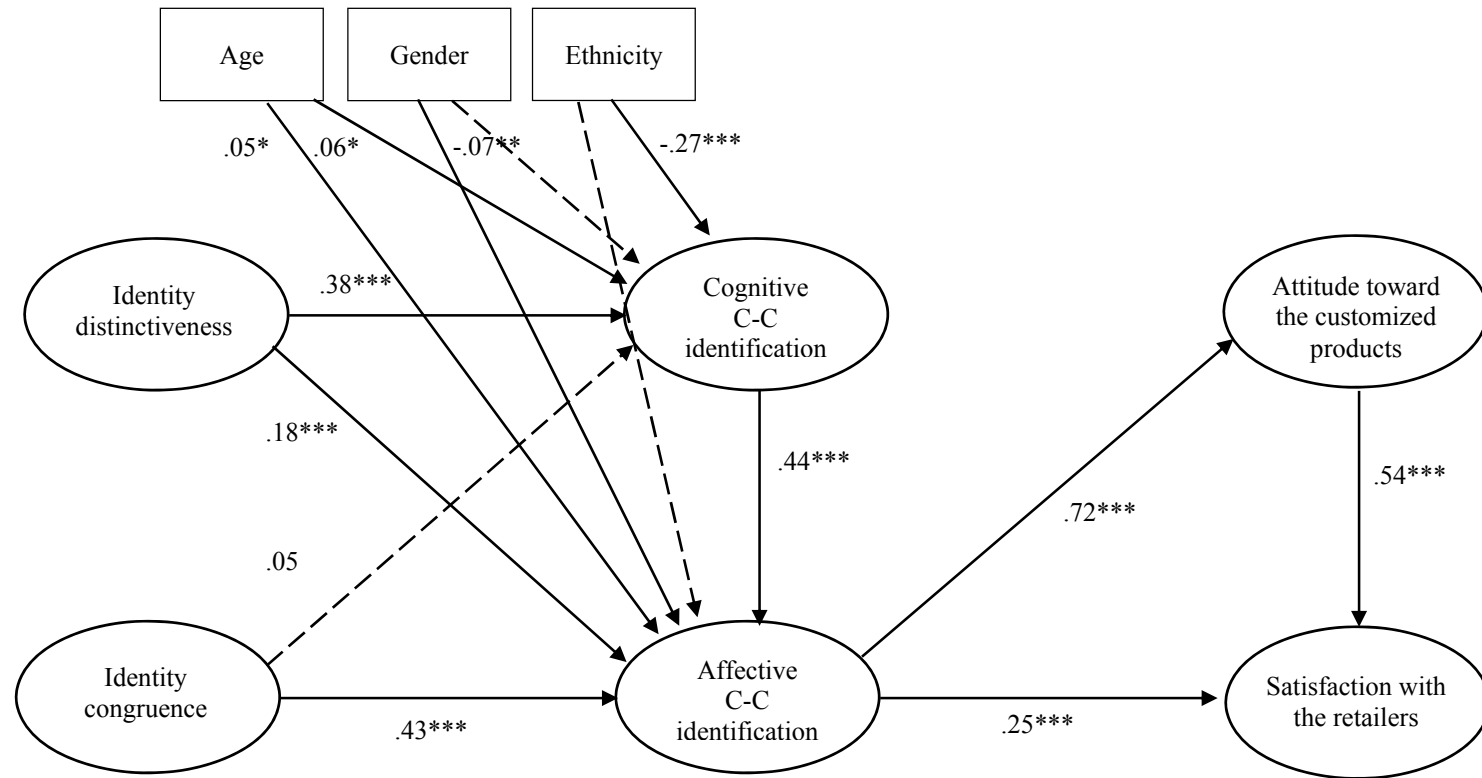 Age
Gender
Ethnicity
.05*
.06*
-.07**
-.27***
Identity
distinctiveness
.38***
Cognitive
C-C
identification
Attitude toward
the customized
products
.18***
.44***
.54***
.72***
.05
Identity
congruence
.43***
Affective
C-C
identification
.25***
Satisfaction with
the retailers